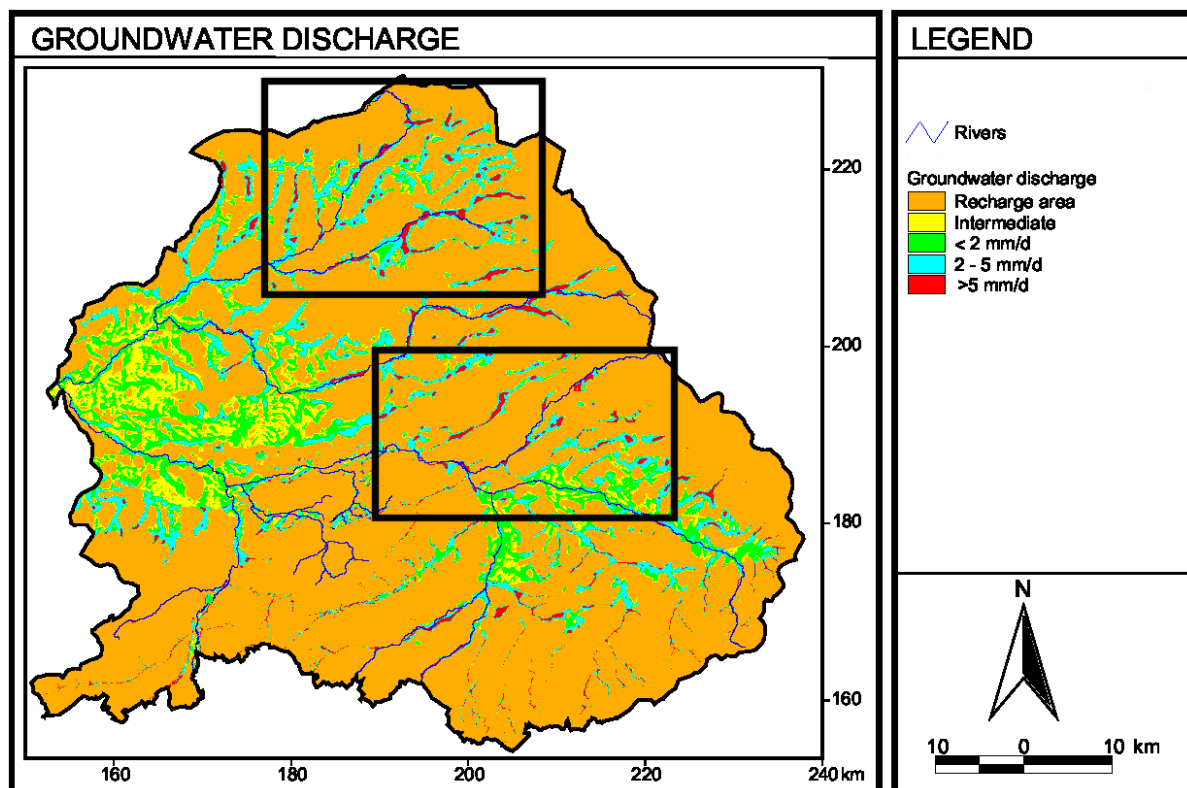 GROUNDWATER DISCHARGE
220
200
180
160
160
180
200
220
240 km
LEGEND
Rivers
Groundwater discharge
Recharge area
Intermediate
< 2 mm/d
2 - 5 mm/d
>5 mm/d
N
10 0 10 km